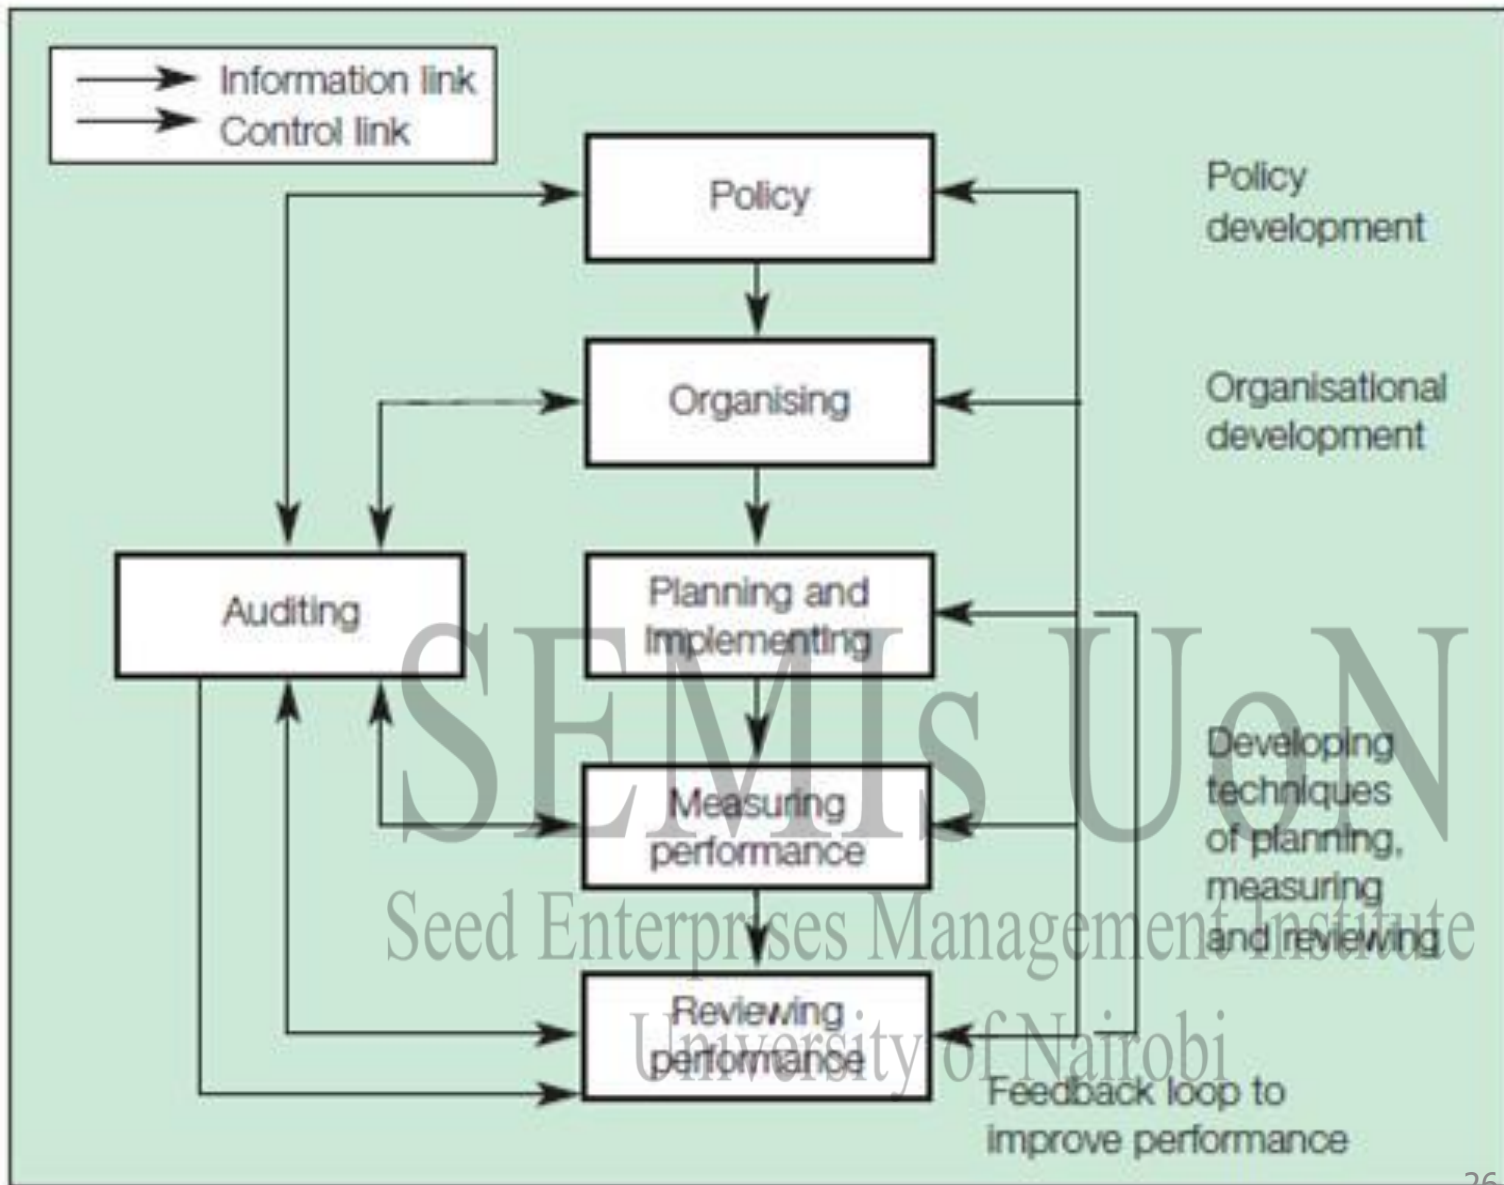 Information link
Control link
Policy
Policy
development
Organising
Organisational
development
Auditing
Planning and
Implementing
Measuring
performance
Developing
techniques
of planning,
measuring
and reviewing
Reviewing
performance
Feedback loop to
improve performance
SEMIs UoN
Seed Enterprises Management Institute
University of Nairobi
26